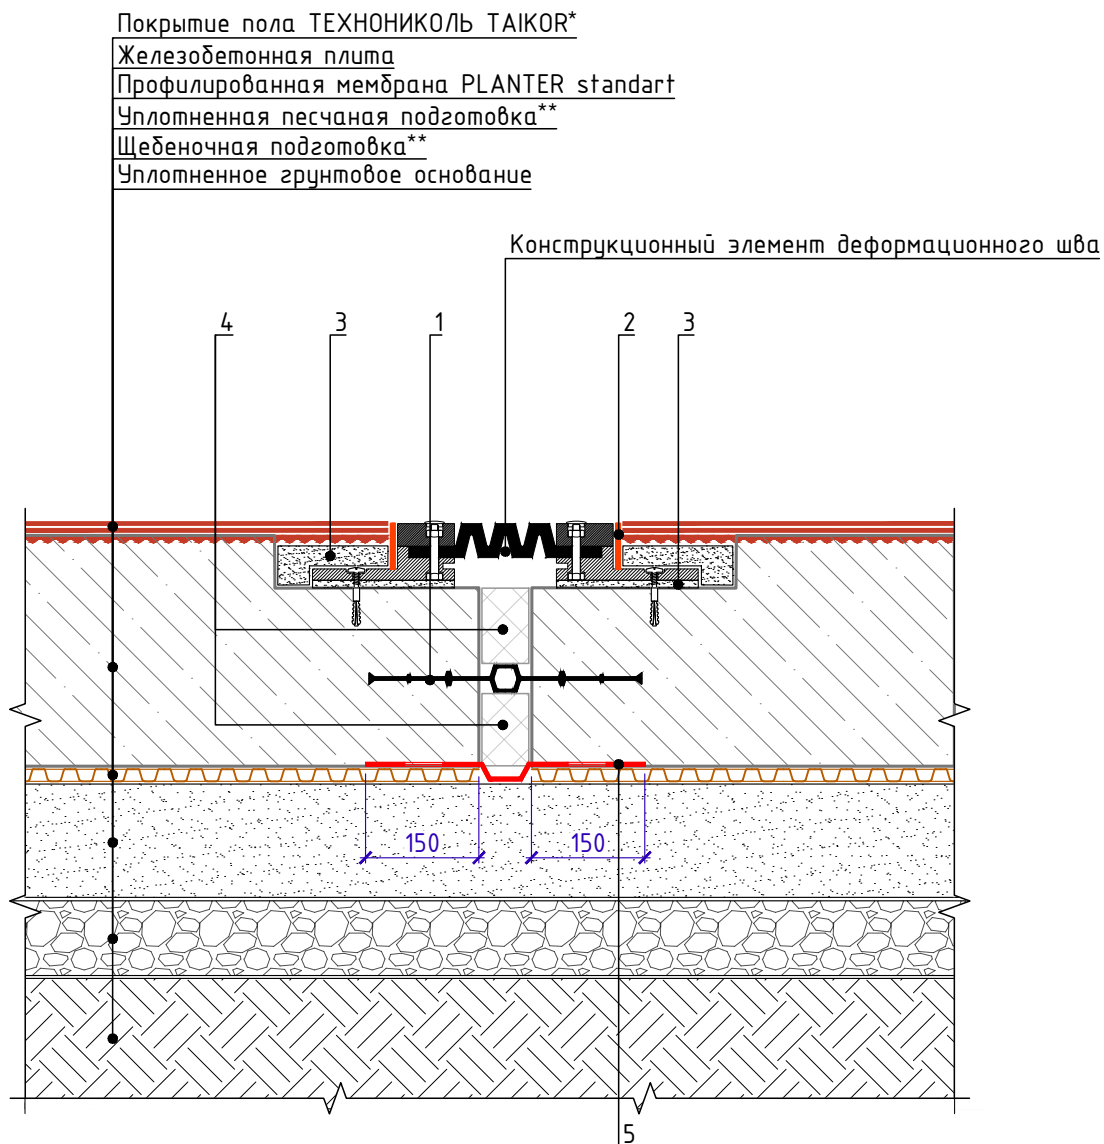 Покрытие пола ТЕХНОНИКОЛЬ TAIKOR*
Железобетонная плита
Профилированная мембрана PLANTER standart
Уплотненная песчаная подготовка**
Щебеночная подготовка**
Уплотненное грунтовое основание
Конструкционный элемент деформационного шва
4
3
1
2
3
150
150
5